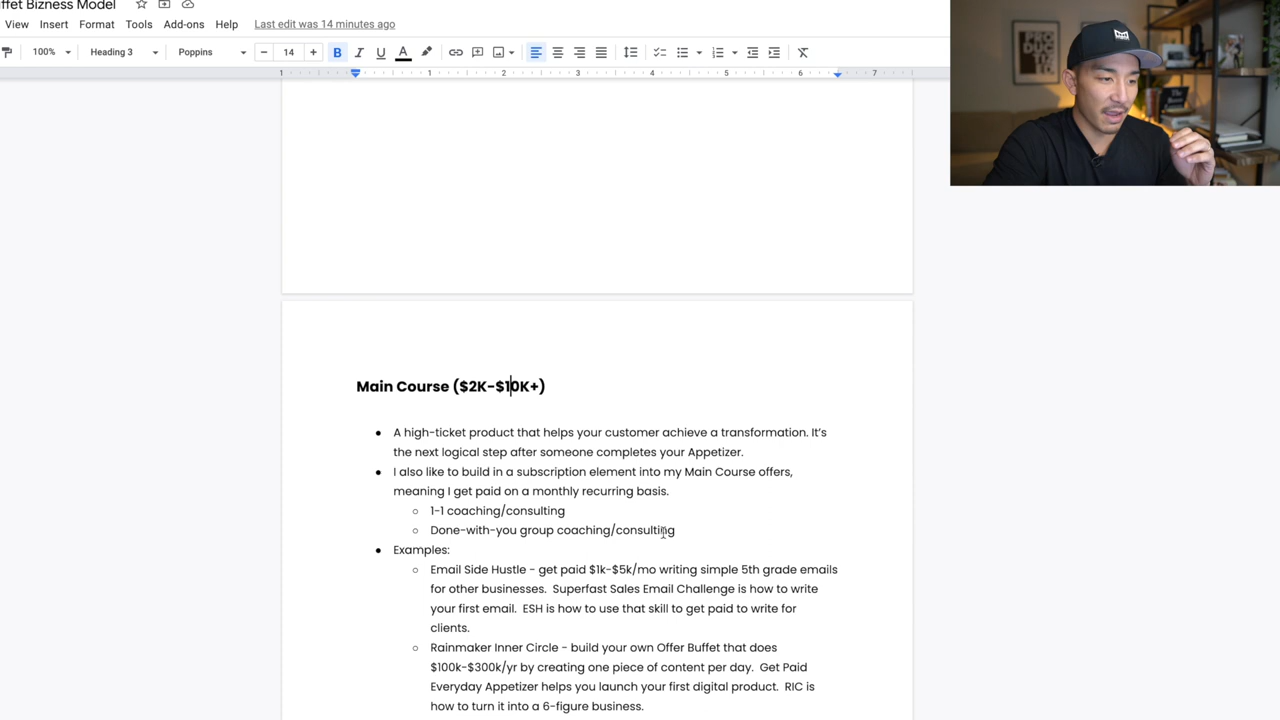 ffet Bizness Model
View Insert Format Tools Add-ons Help Last edit was 14 minutes ago
100% Heading 3 Poppins 14 B I U A
1 1 2 3 4 5 6 7
Main Course ($2K-$10K+)
● A high-ticket product that helps your customer achieve a transformation. It's
the next logical step after someone completes your Appetizer.
● I also like to build in a subscription element into my Main Course offers,
meaning I get paid on a monthly recurring basis.
○ 1-1 coaching/consulting
○ Done-with-you group coaching/consulting
● Examples:
○ Email Side Hustle - get paid $1k-$5k/mo writing simple 5th grade emails
for other businesses. Superfast Sales Email Challenge is how to write
your first email. ESH is how to use that skill to get paid to write for
clients.
○ Rainmaker Inner Circle - build your own Offer Buffet that does
$100k-$300k/yr by creating one piece of content per day. Get Paid
Everyday Appetizer helps you launch your first digital product. RIC is
how to turn it into a 6-figure business.